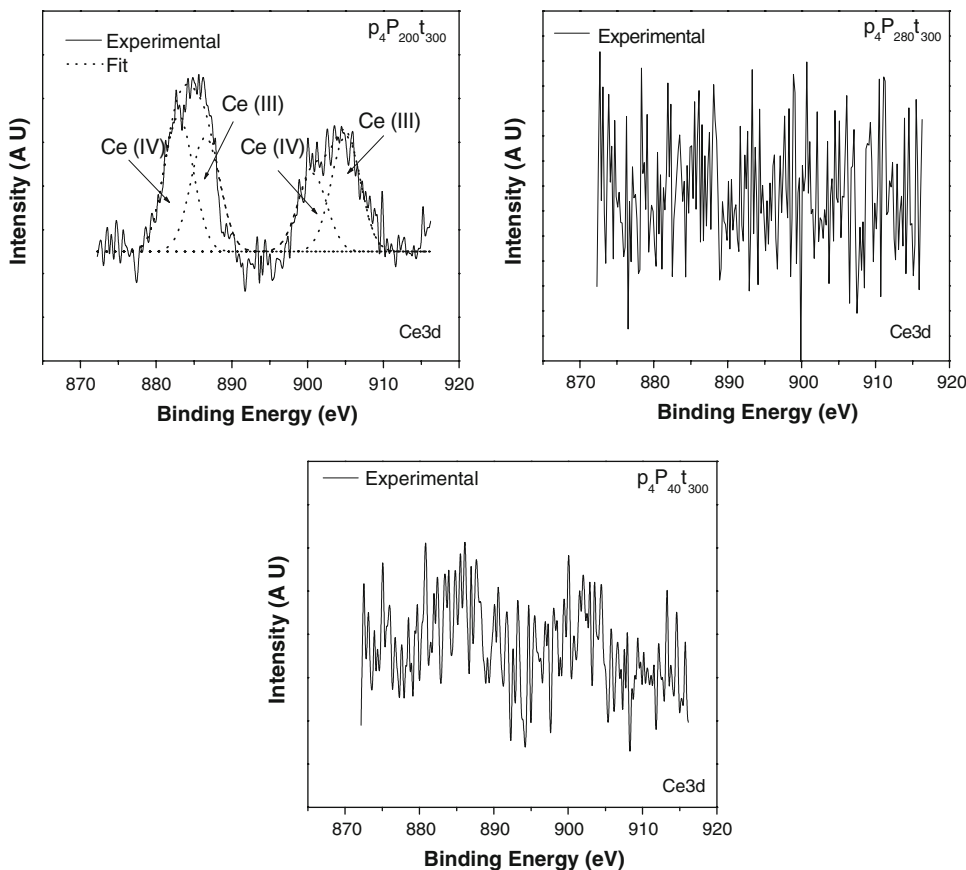 p₄P₂₀₀t₃₀₀
Experimental
Fit
Ce (III)
Ce (IV)
Ce (IV)
Ce (III)
Intensity (A U)
Ce3d
870 880 890 900 910 920
Binding Energy (eV)
p₄P₂₈₀t₃₀₀
Experimental
Intensity (A U)
Ce3d
870 880 890 900 910 920
Binding Energy (eV)
p₄P₄₀t₃₀₀
Experimental
Intensity (A U)
Ce3d
870 880 890 900 910 920
Binding Energy (eV)